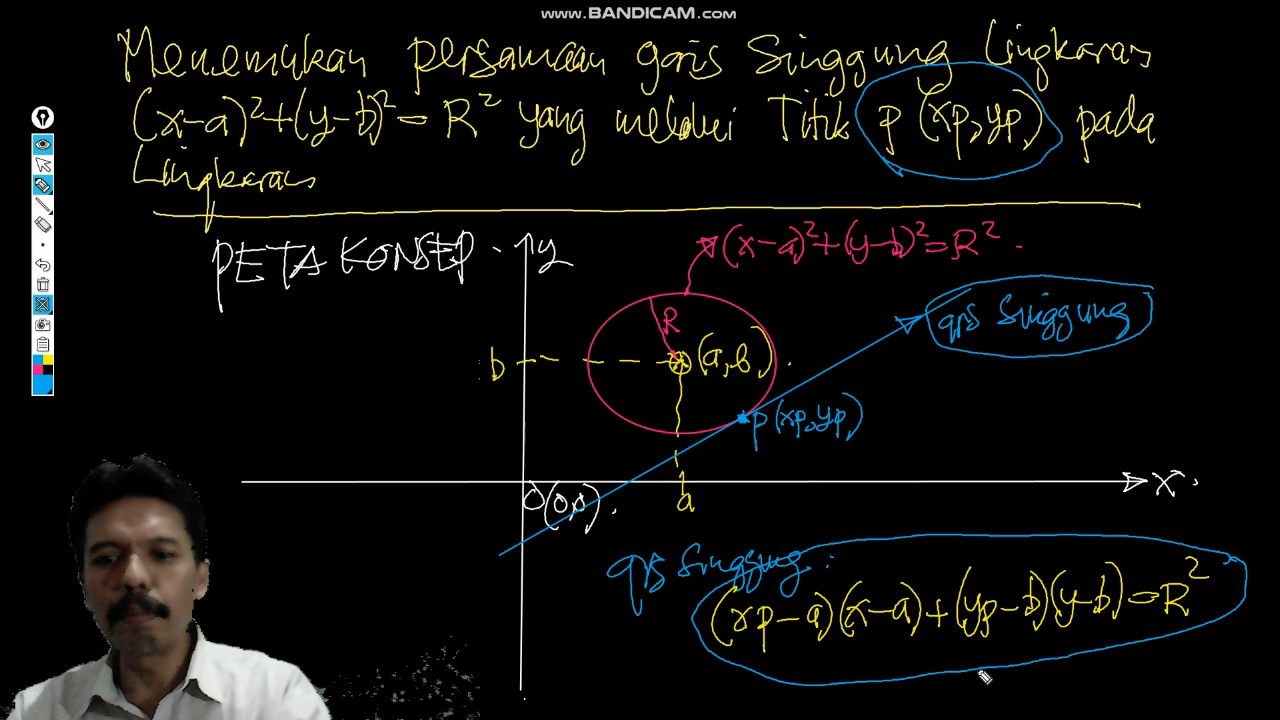 WWW.BANDICAM.COM
Menemukan persamaan garis Singgung Lingkaran
(x-a)²+(y-b)²=R² yang melalui Titik P(xp,yp) pada
Lingkaran
PETA KONSEP.
y
(x-a)²+(y-b)²=R².
R
grs Singgung
b
(a,b).
P(xp,yp)
O(0,0).
a
x.
grs Singgung:
(xp-a)(x-a)+(yp-b)(y-b)=R²